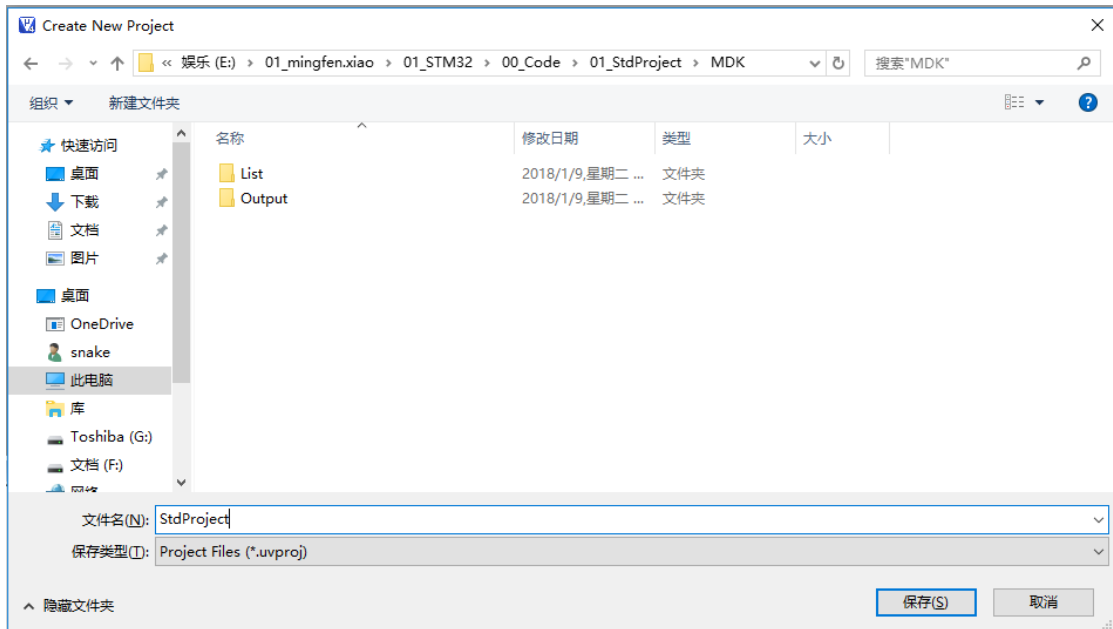 Create New Project
« 娱乐 (E:) › 01_mingfen.xiao › 01_STM32 › 00_Code › 01_StdProject › MDK
搜索"MDK"
组织
新建文件夹
名称 修改日期 类型 大小
快速访问
桌面
下载
文档
图片
桌面
OneDrive
snake
此电脑
库
Toshiba (G:)
文档 (F:)
网络
List 2018/1/9,星期二 ... 文件夹
Output 2018/1/9,星期二 ... 文件夹
文件名(N): StdProject
保存类型(T): Project Files (*.uvproj)
隐藏文件夹
保存(S) 取消